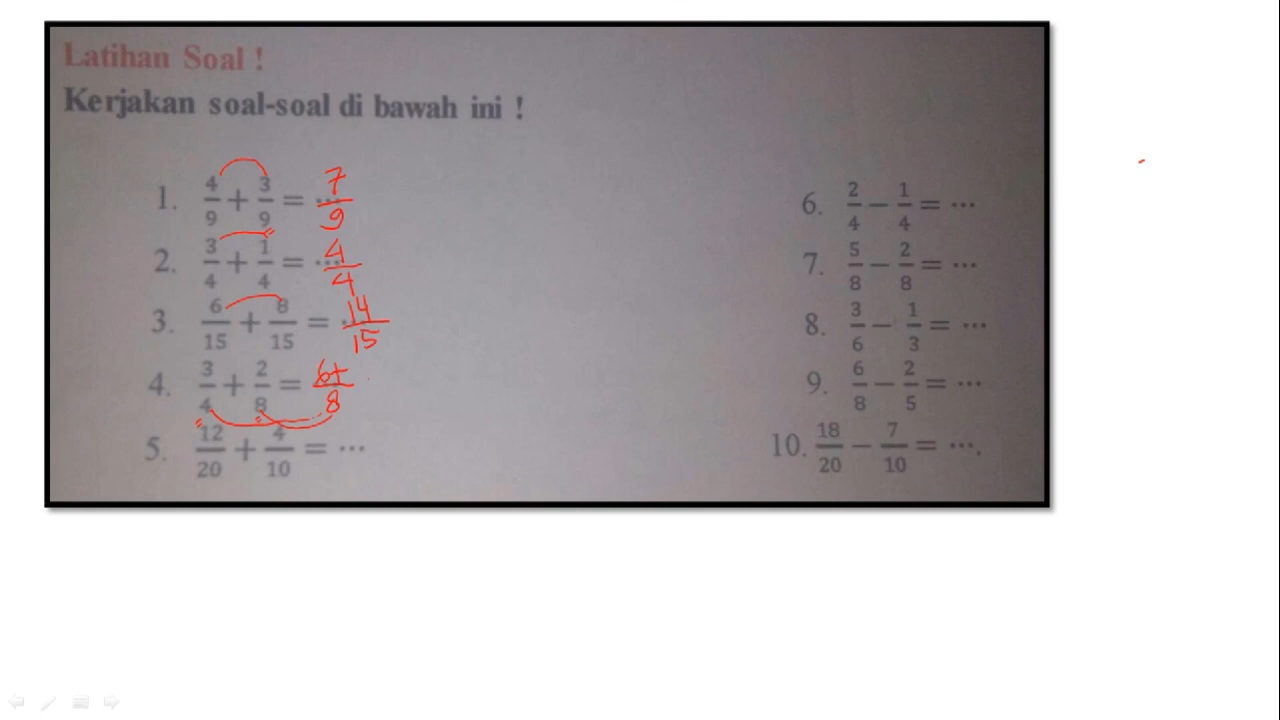 Latihan Soal !
Kerjakan soal-soal di bawah ini !
1. 4/9 + 3/9 = ... 7/9
2. 3/4 + 1/4 = ... 4/4
3. 6/15 + 8/15 = 14/15
4. 3/4 + 2/8 = 6+/8
5. 12/20 + 4/10 = ...
6. 2/4 − 1/4 = ...
7. 5/8 − 2/8 = ...
8. 3/6 − 1/3 = ...
9. 6/8 − 2/5 = ...
10. 18/20 − 7/10 = ....